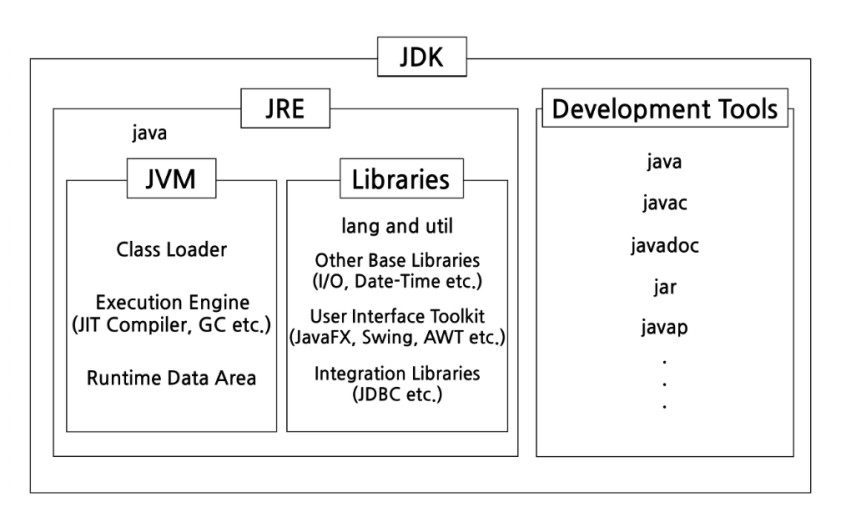 JDK
JRE
java
JVM
Class Loader
Execution Engine
(JIT Compiler, GC etc.)
Runtime Data Area
Libraries
lang and util
Other Base Libraries
(I/O, Date-Time etc.)
User Interface Toolkit
(JavaFX, Swing, AWT etc.)
Integration Libraries
(JDBC etc.)
Development Tools
java
javac
javadoc
jar
javap
.
.
.